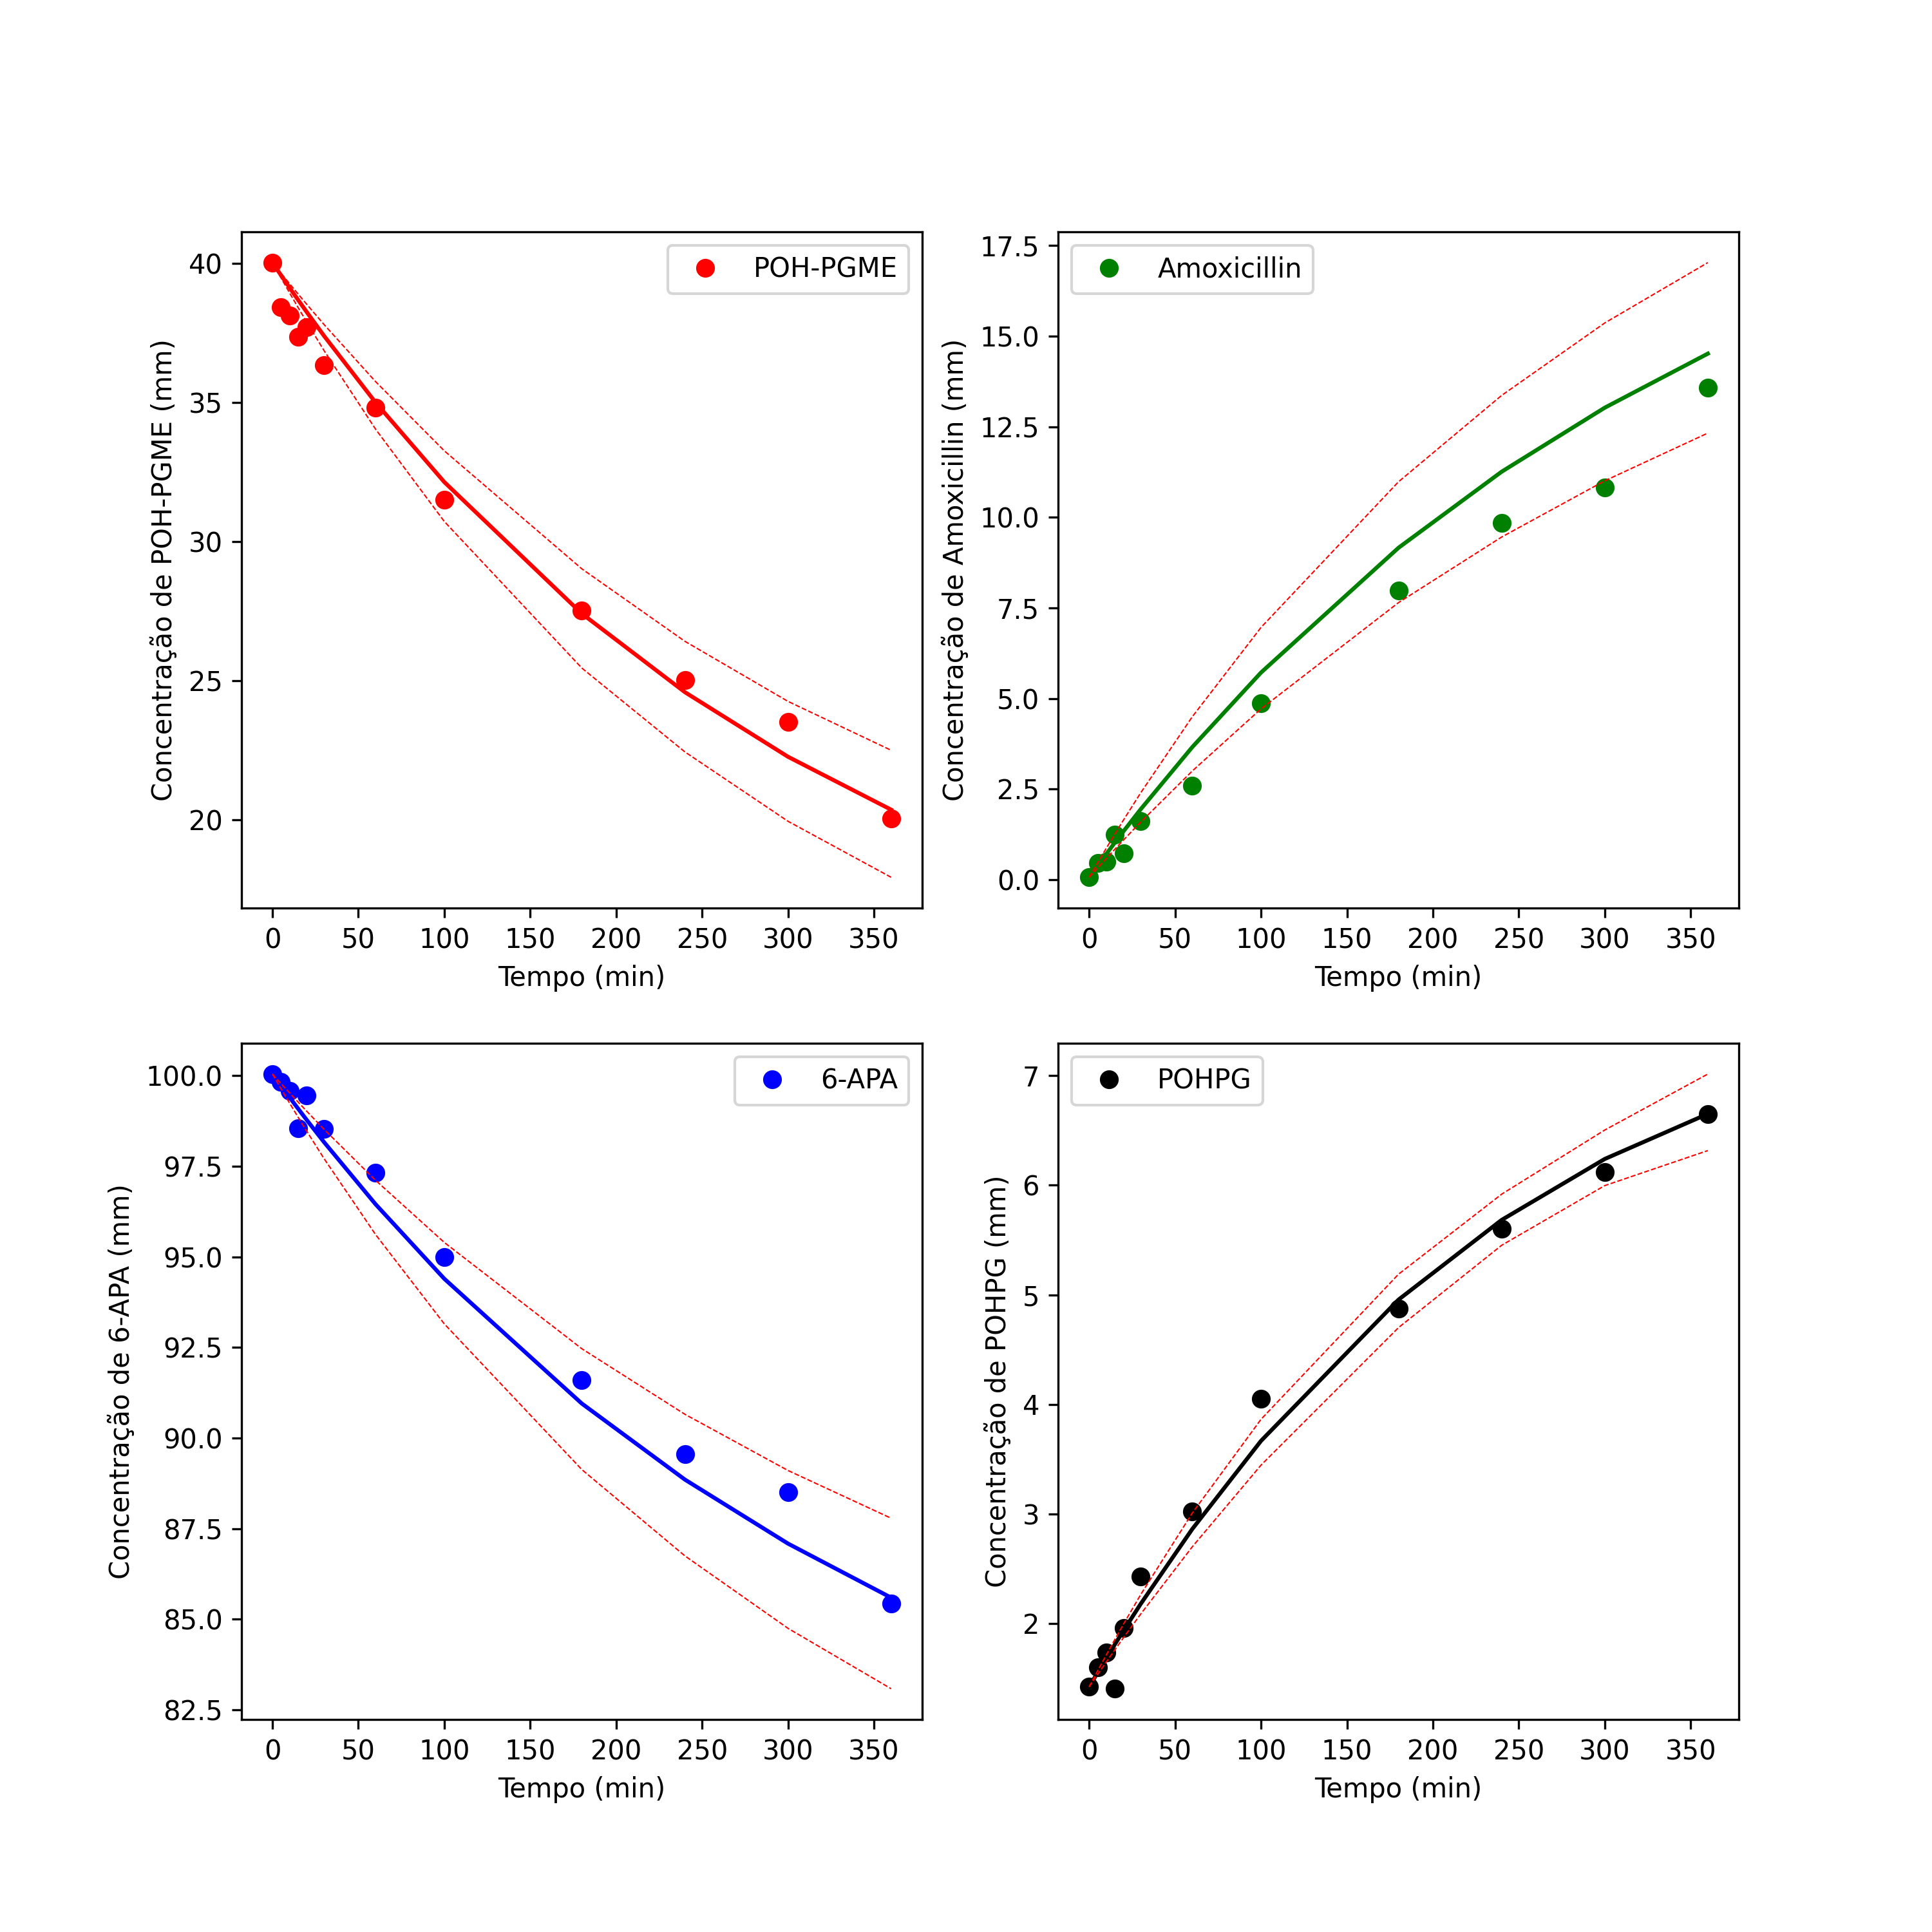 POH-PGME
Concentração de POH-PGME (mm)
40
35
30
25
20
0 50 100 150 200 250 300 350
Tempo (min)
Amoxicillin
Concentração de Amoxicillin (mm)
17.5
15.0
12.5
10.0
7.5
5.0
2.5
0.0
0 50 100 150 200 250 300 350
Tempo (min)
6-APA
Concentração de 6-APA (mm)
100.0
97.5
95.0
92.5
90.0
87.5
85.0
82.5
0 50 100 150 200 250 300 350
Tempo (min)
POHPG
Concentração de POHPG (mm)
7
6
5
4
3
2
0 50 100 150 200 250 300 350
Tempo (min)